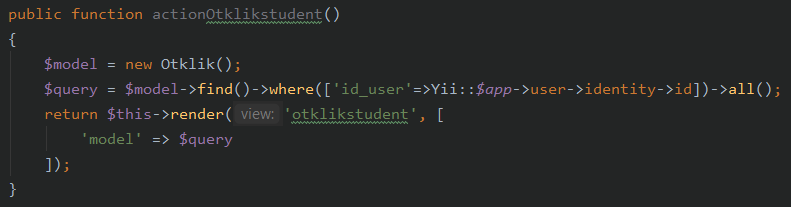 public function actionOtklikstudent()
{
$model = new Otklik();
$query = $model->find()->where(['id_user'=>Yii::$app->user->identity->id])->all();
return $this->render( view: 'otklikstudent', [
'model' => $query
]);
}